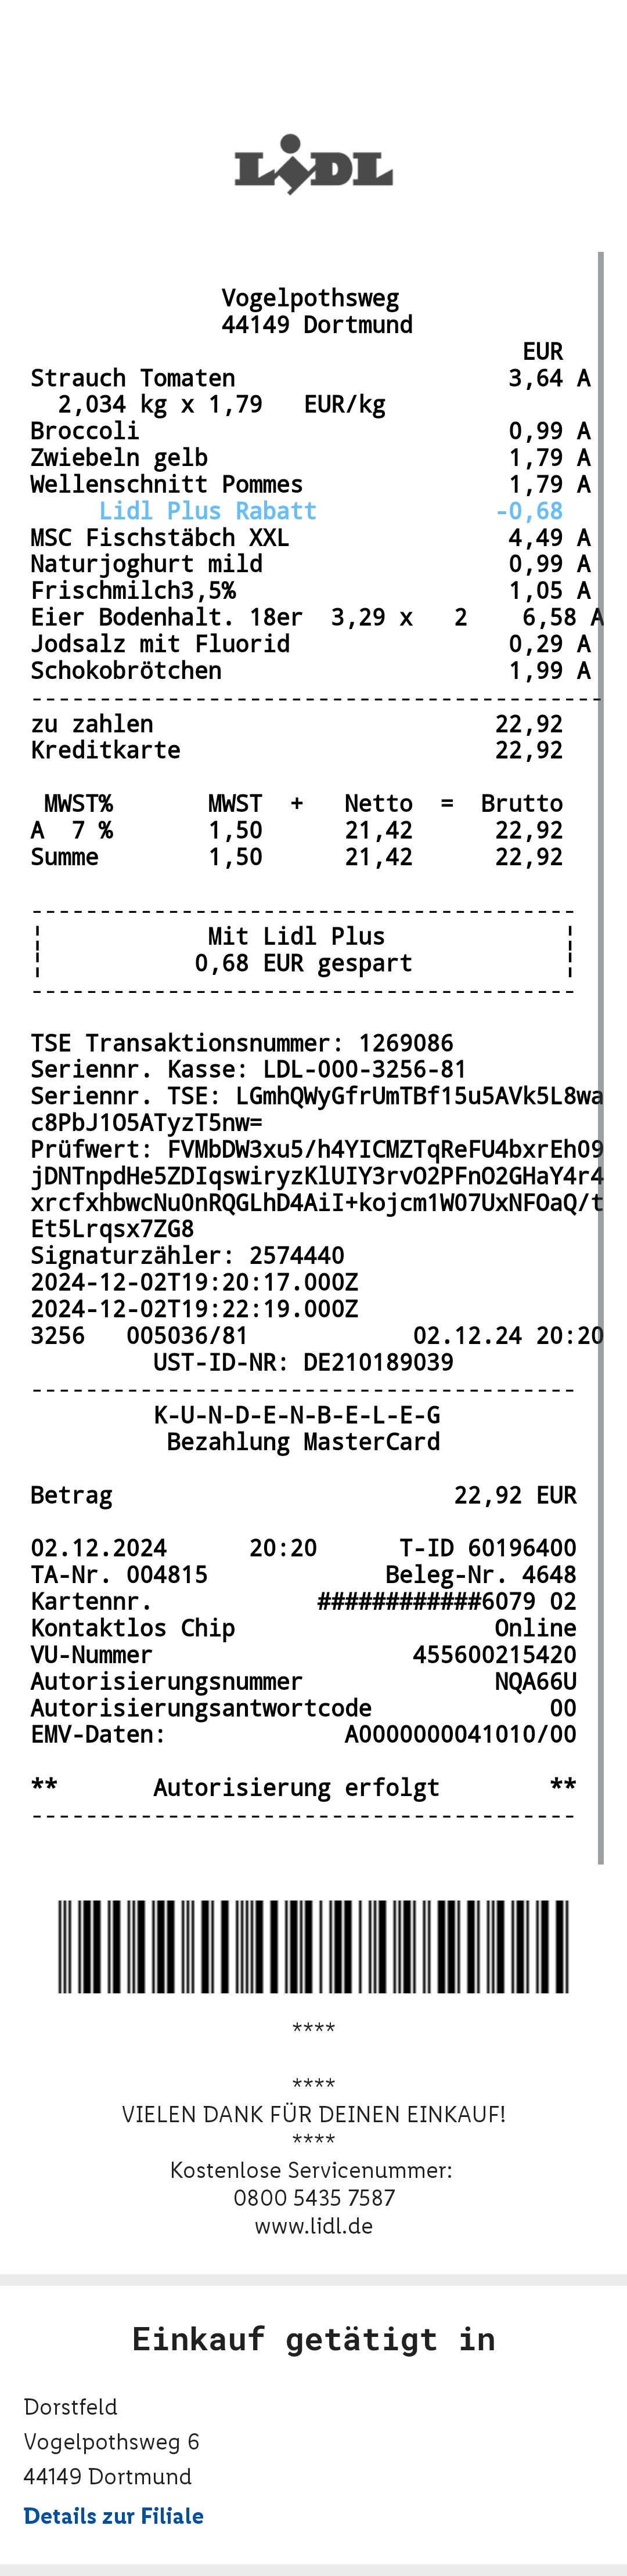 LIDL
Vogelpothsweg
44149 Dortmund
EUR
Strauch Tomaten 3,64 A
2,034 kg x 1,79 EUR/kg
Broccoli 0,99 A
Zwiebeln gelb 1,79 A
Wellenschnitt Pommes 1,79 A
Lidl Plus Rabatt -0,68
MSC Fischstäbch XXL 4,49 A
Naturjoghurt mild 0,99 A
Frischmilch3,5% 1,05 A
Eier Bodenhalt. 18er 3,29 x 2 6,58 A
Jodsalz mit Fluorid 0,29 A
Schokobrötchen 1,99 A
------------------------------------------
zu zahlen 22,92
Kreditkarte 22,92
MWST% MWST + Netto = Brutto
A 7 % 1,50 21,42 22,92
Summe 1,50 21,42 22,92
----------------------------------------
¦ Mit Lidl Plus ¦
¦ 0,68 EUR gespart ¦
----------------------------------------
TSE Transaktionsnummer: 1269086
Seriennr. Kasse: LDL-000-3256-81
Seriennr. TSE: LGmhQWyGfrUmTBf15u5AVk5L8wa
c8PbJ1O5ATyzT5nw=
Prüfwert: FVMbDW3xu5/h4YICMZTqReFU4bxrEh09
jDNTnpdHe5ZDIqswiryzKlUIY3rvO2PFnO2GHaY4r4
xrcfxhbwcNu0nRQGLhD4AiI+kojcm1W07UxNFOaQ/t
Et5Lrqsx7ZG8
Signaturzähler: 2574440
2024-12-02T19:20:17.000Z
2024-12-02T19:22:19.000Z
3256 005036/81 02.12.24 20:20
UST-ID-NR: DE210189039
----------------------------------------
K-U-N-D-E-N-B-E-L-E-G
Bezahlung MasterCard
Betrag 22,92 EUR
02.12.2024 20:20 T-ID 60196400
TA-Nr. 004815 Beleg-Nr. 4648
Kartennr. ############6079 02
Kontaktlos Chip Online
VU-Nummer 455600215420
Autorisierungsnummer NQA66U
Autorisierungsantwortcode 00
EMV-Daten: A0000000041010/00
** Autorisierung erfolgt **
----------------------------------------
****
****
VIELEN DANK FÜR DEINEN EINKAUF!
****
Kostenlose Servicenummer:
0800 5435 7587
www.lidl.de
Einkauf getätigt in
Dorstfeld
Vogelpothsweg 6
44149 Dortmund
Details zur Filiale